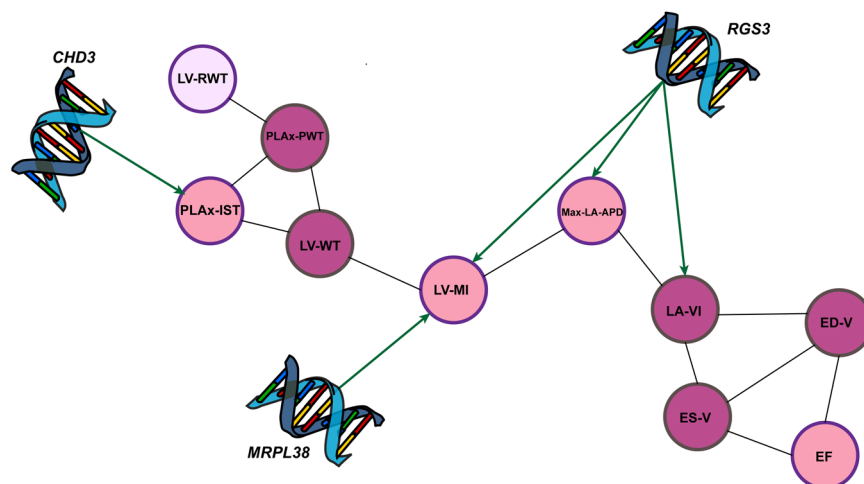 RGS3
CHD3
LV-RWT
PLAx-PWT
PLAx-IST
Max-LA-APD
LV-WT
LV-MI
LA-VI
ED-V
ES-V
MRPL38
EF